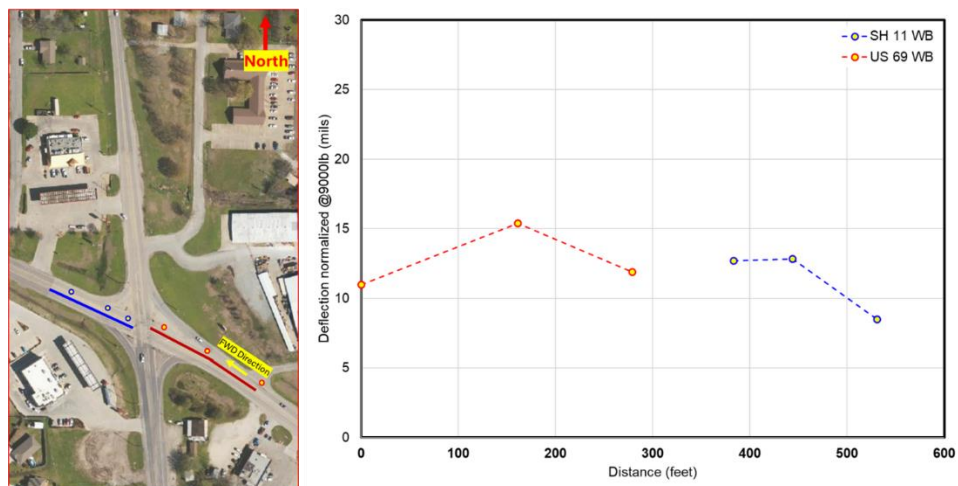 North
FWD Direction
Deflection normalized @9000lb (mils)
30
25
20
15
10
5
0
0
100
200
300
400
500
600
Distance (feet)
SH 11 WB
US 69 WB